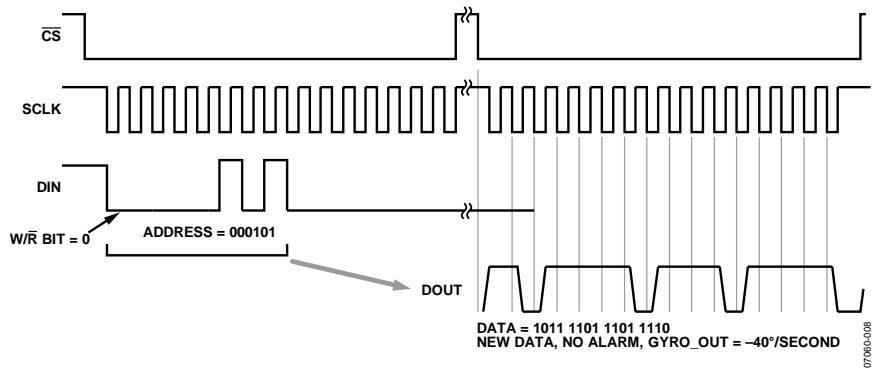 CS
SCLK
DIN
W/R BIT = 0
ADDRESS = 000101
DOUT
DATA = 1011 1101 1101 1110
NEW DATA, NO ALARM, GYRO_OUT = –40°/SECOND
07060-008